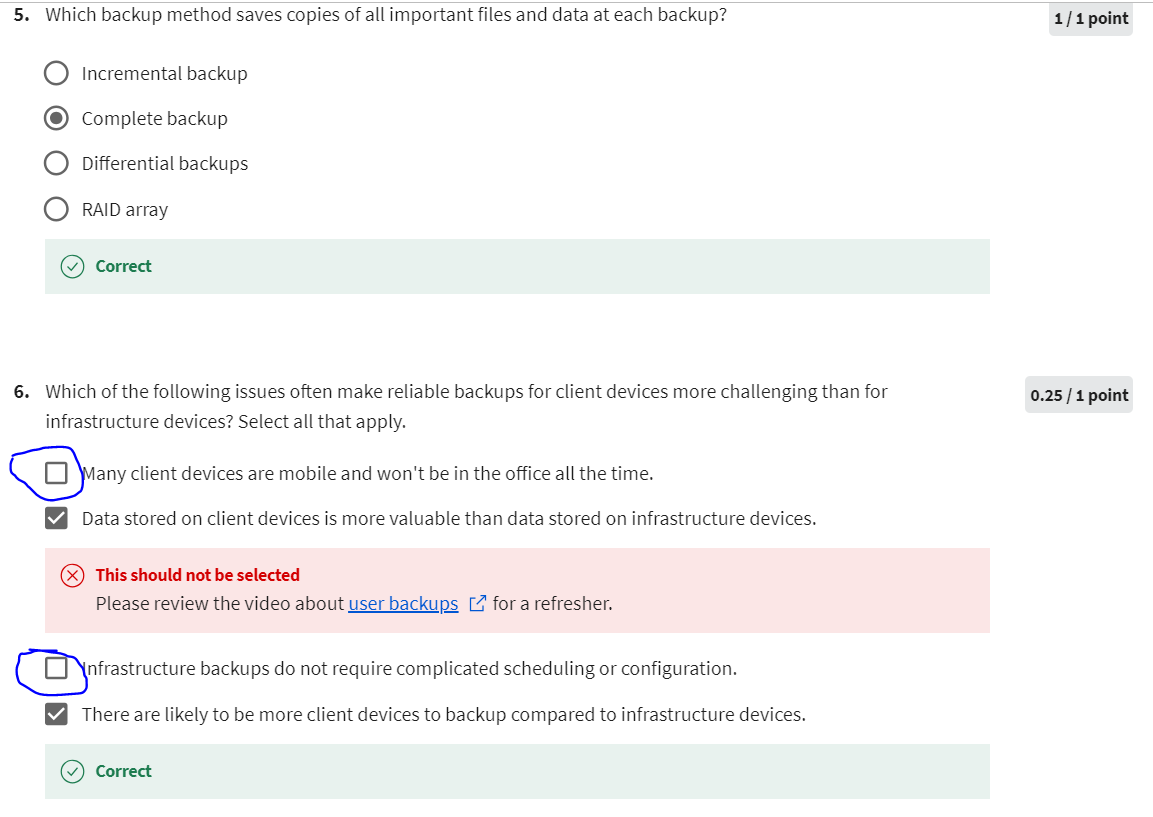 5. Which backup method saves copies of all important files and data at each backup?
1 / 1 point
Incremental backup
Complete backup
Differential backups
RAID array
Correct
6. Which of the following issues often make reliable backups for client devices more challenging than for
infrastructure devices? Select all that apply.
0.25 / 1 point
Many client devices are mobile and won't be in the office all the time.
Data stored on client devices is more valuable than data stored on infrastructure devices.
This should not be selected
Please review the video about user backups for a refresher.
Infrastructure backups do not require complicated scheduling or configuration.
There are likely to be more client devices to backup compared to infrastructure devices.
Correct